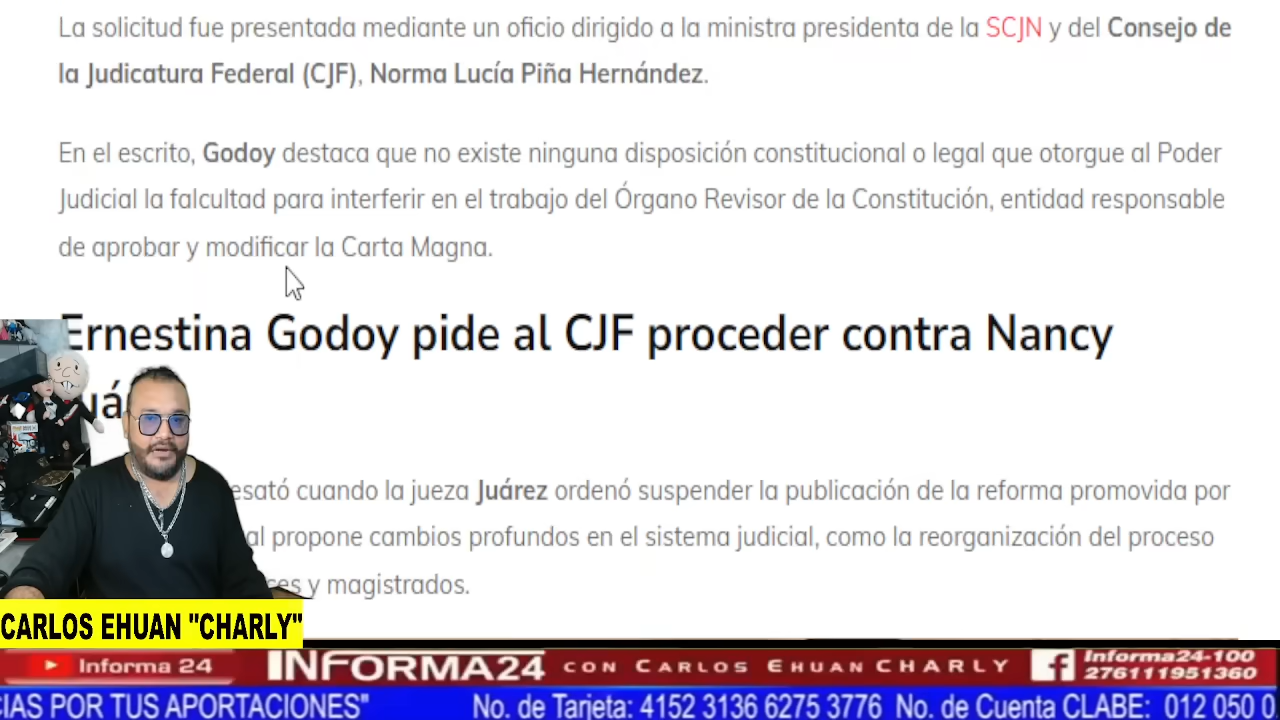 La solicitud fue presentada mediante un oficio dirigido a la ministra presidenta de la SCJN y del Consejo de
la Judicatura Federal (CJF), Norma Lucía Piña Hernández.
En el escrito, Godoy destaca que no existe ninguna disposición constitucional o legal que otorgue al Poder
Judicial la falcultad para interferir en el trabajo del Órgano Revisor de la Constitución, entidad responsable
de aprobar y modificar la Carta Magna.
Ernestina Godoy pide al CJF proceder contra Nancy
cuando la jueza Juárez ordenó suspender la publicación de la reforma promovida por
propone cambios profundos en el sistema judicial, como la reorganización del proceso
y magistrados.
CARLOS EHUAN "CHARLY"
Informa 24 INFORMA24 CON CARLOS EHUAN CHARLY Informa24-100
276111951360
POR TUS APORTACIONES" No. de Tarjeta: 4152 3136 6275 3776 No. de Cuenta CLABE: 012 050 0